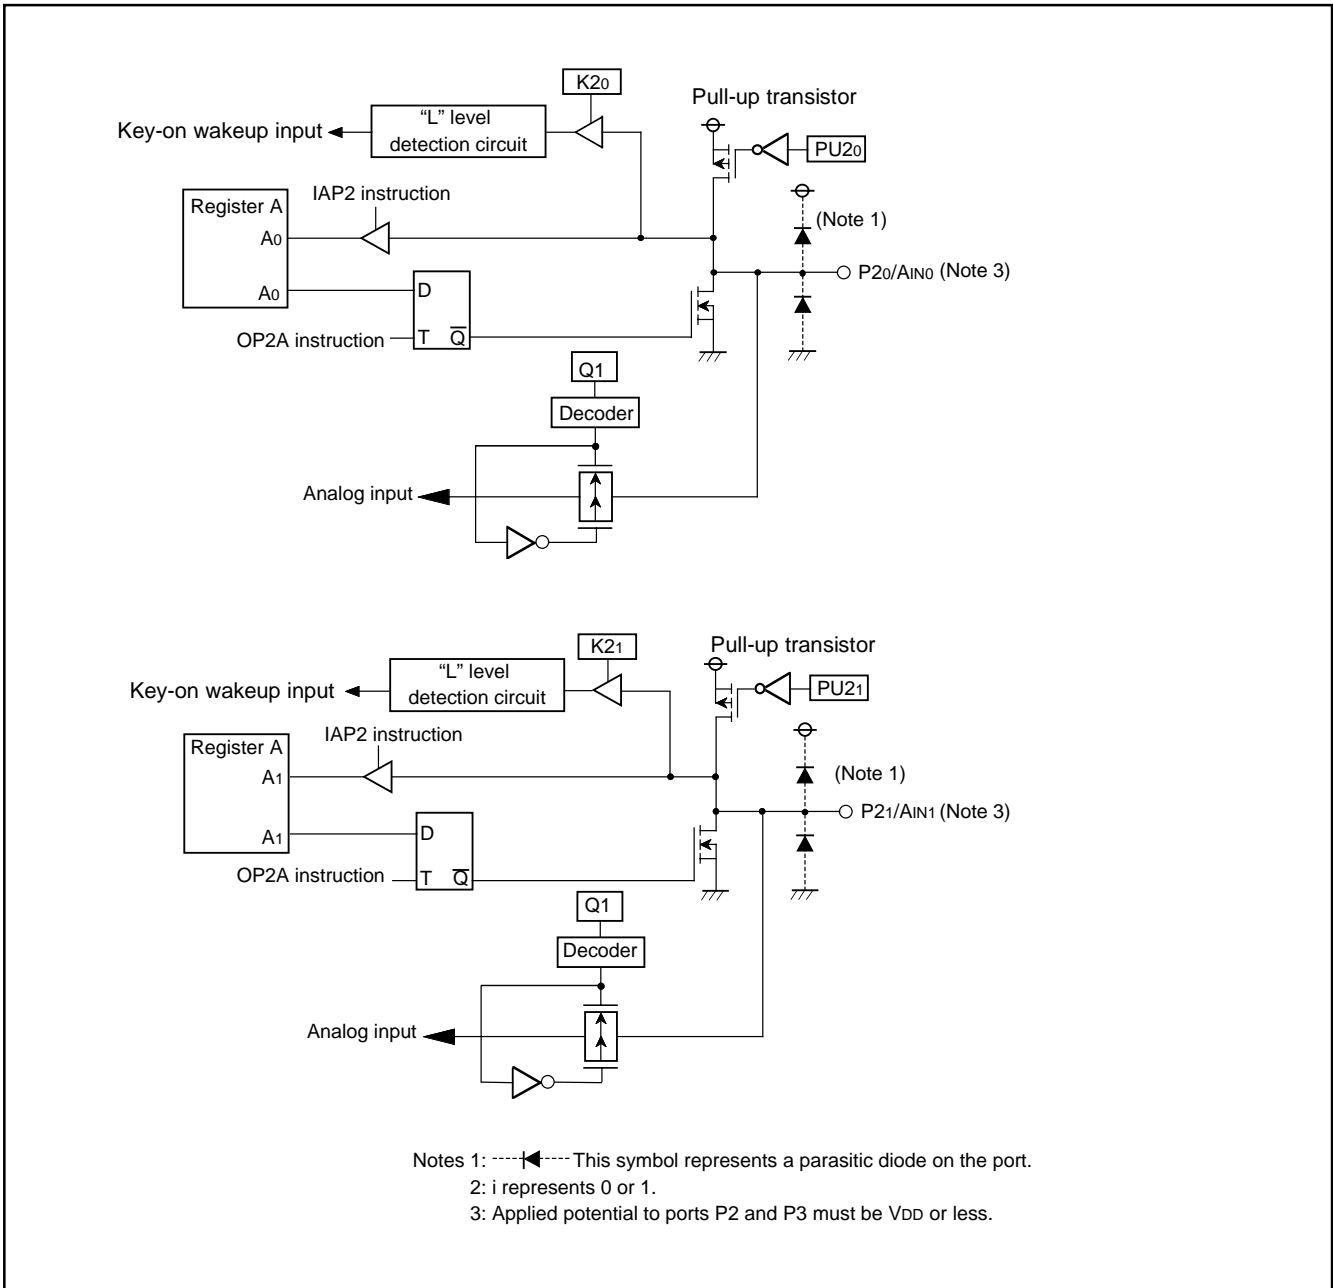 K20
Pull-up transistor
“L” level
detection circuit
Key-on wakeup input
PU20
IAP2 instruction
Register A
A0
(Note 1)
P20/AIN0 (Note 3)
A0
D
OP2A instruction
T Q̅
Q1
Decoder
Analog input
K21
Pull-up transistor
“L” level
detection circuit
Key-on wakeup input
PU21
IAP2 instruction
Register A
A1
(Note 1)
P21/AIN1 (Note 3)
A1
D
OP2A instruction
T Q̅
Q1
Decoder
Analog input
Notes 1: This symbol represents a parasitic diode on the port.
2: i represents 0 or 1.
3: Applied potential to ports P2 and P3 must be VDD or less.